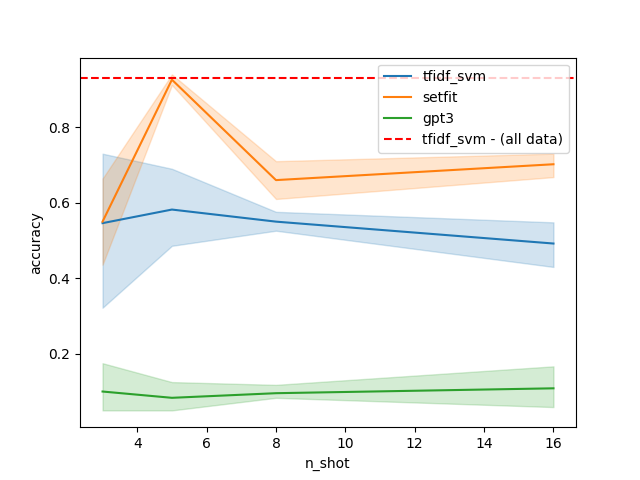 tfidf_svm
setfit
gpt3
tfidf_svm - (all data)
accuracy
0.8
0.6
0.4
0.2
4 6 8 10 12 14 16
n_shot